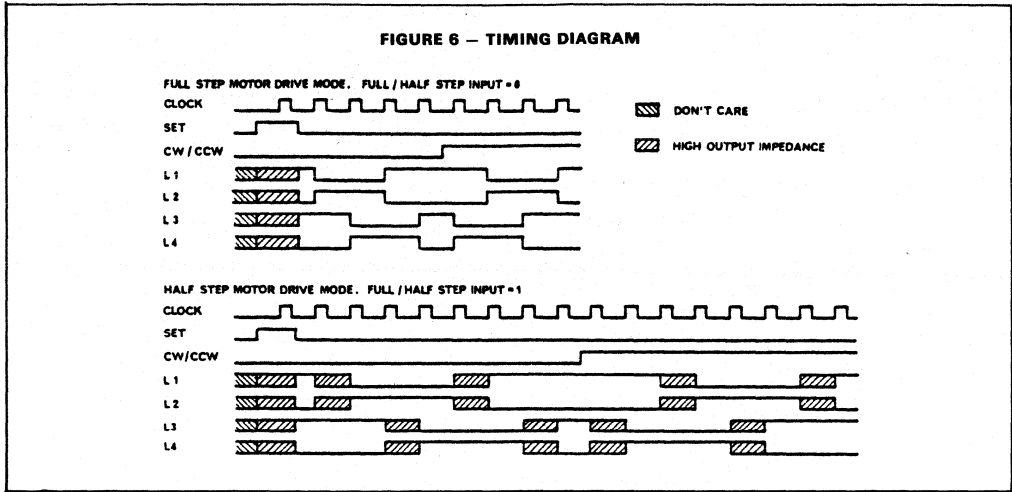 FIGURE 6 — TIMING DIAGRAM
FULL STEP MOTOR DRIVE MODE. FULL / HALF STEP INPUT = 0
CLOCK
SET
CW / CCW
L 1
L 2
L 3
L 4
DON'T CARE
HIGH OUTPUT IMPEDANCE
HALF STEP MOTOR DRIVE MODE. FULL / HALF STEP INPUT = 1
CLOCK
SET
CW/CCW
L 1
L 2
L3
L4